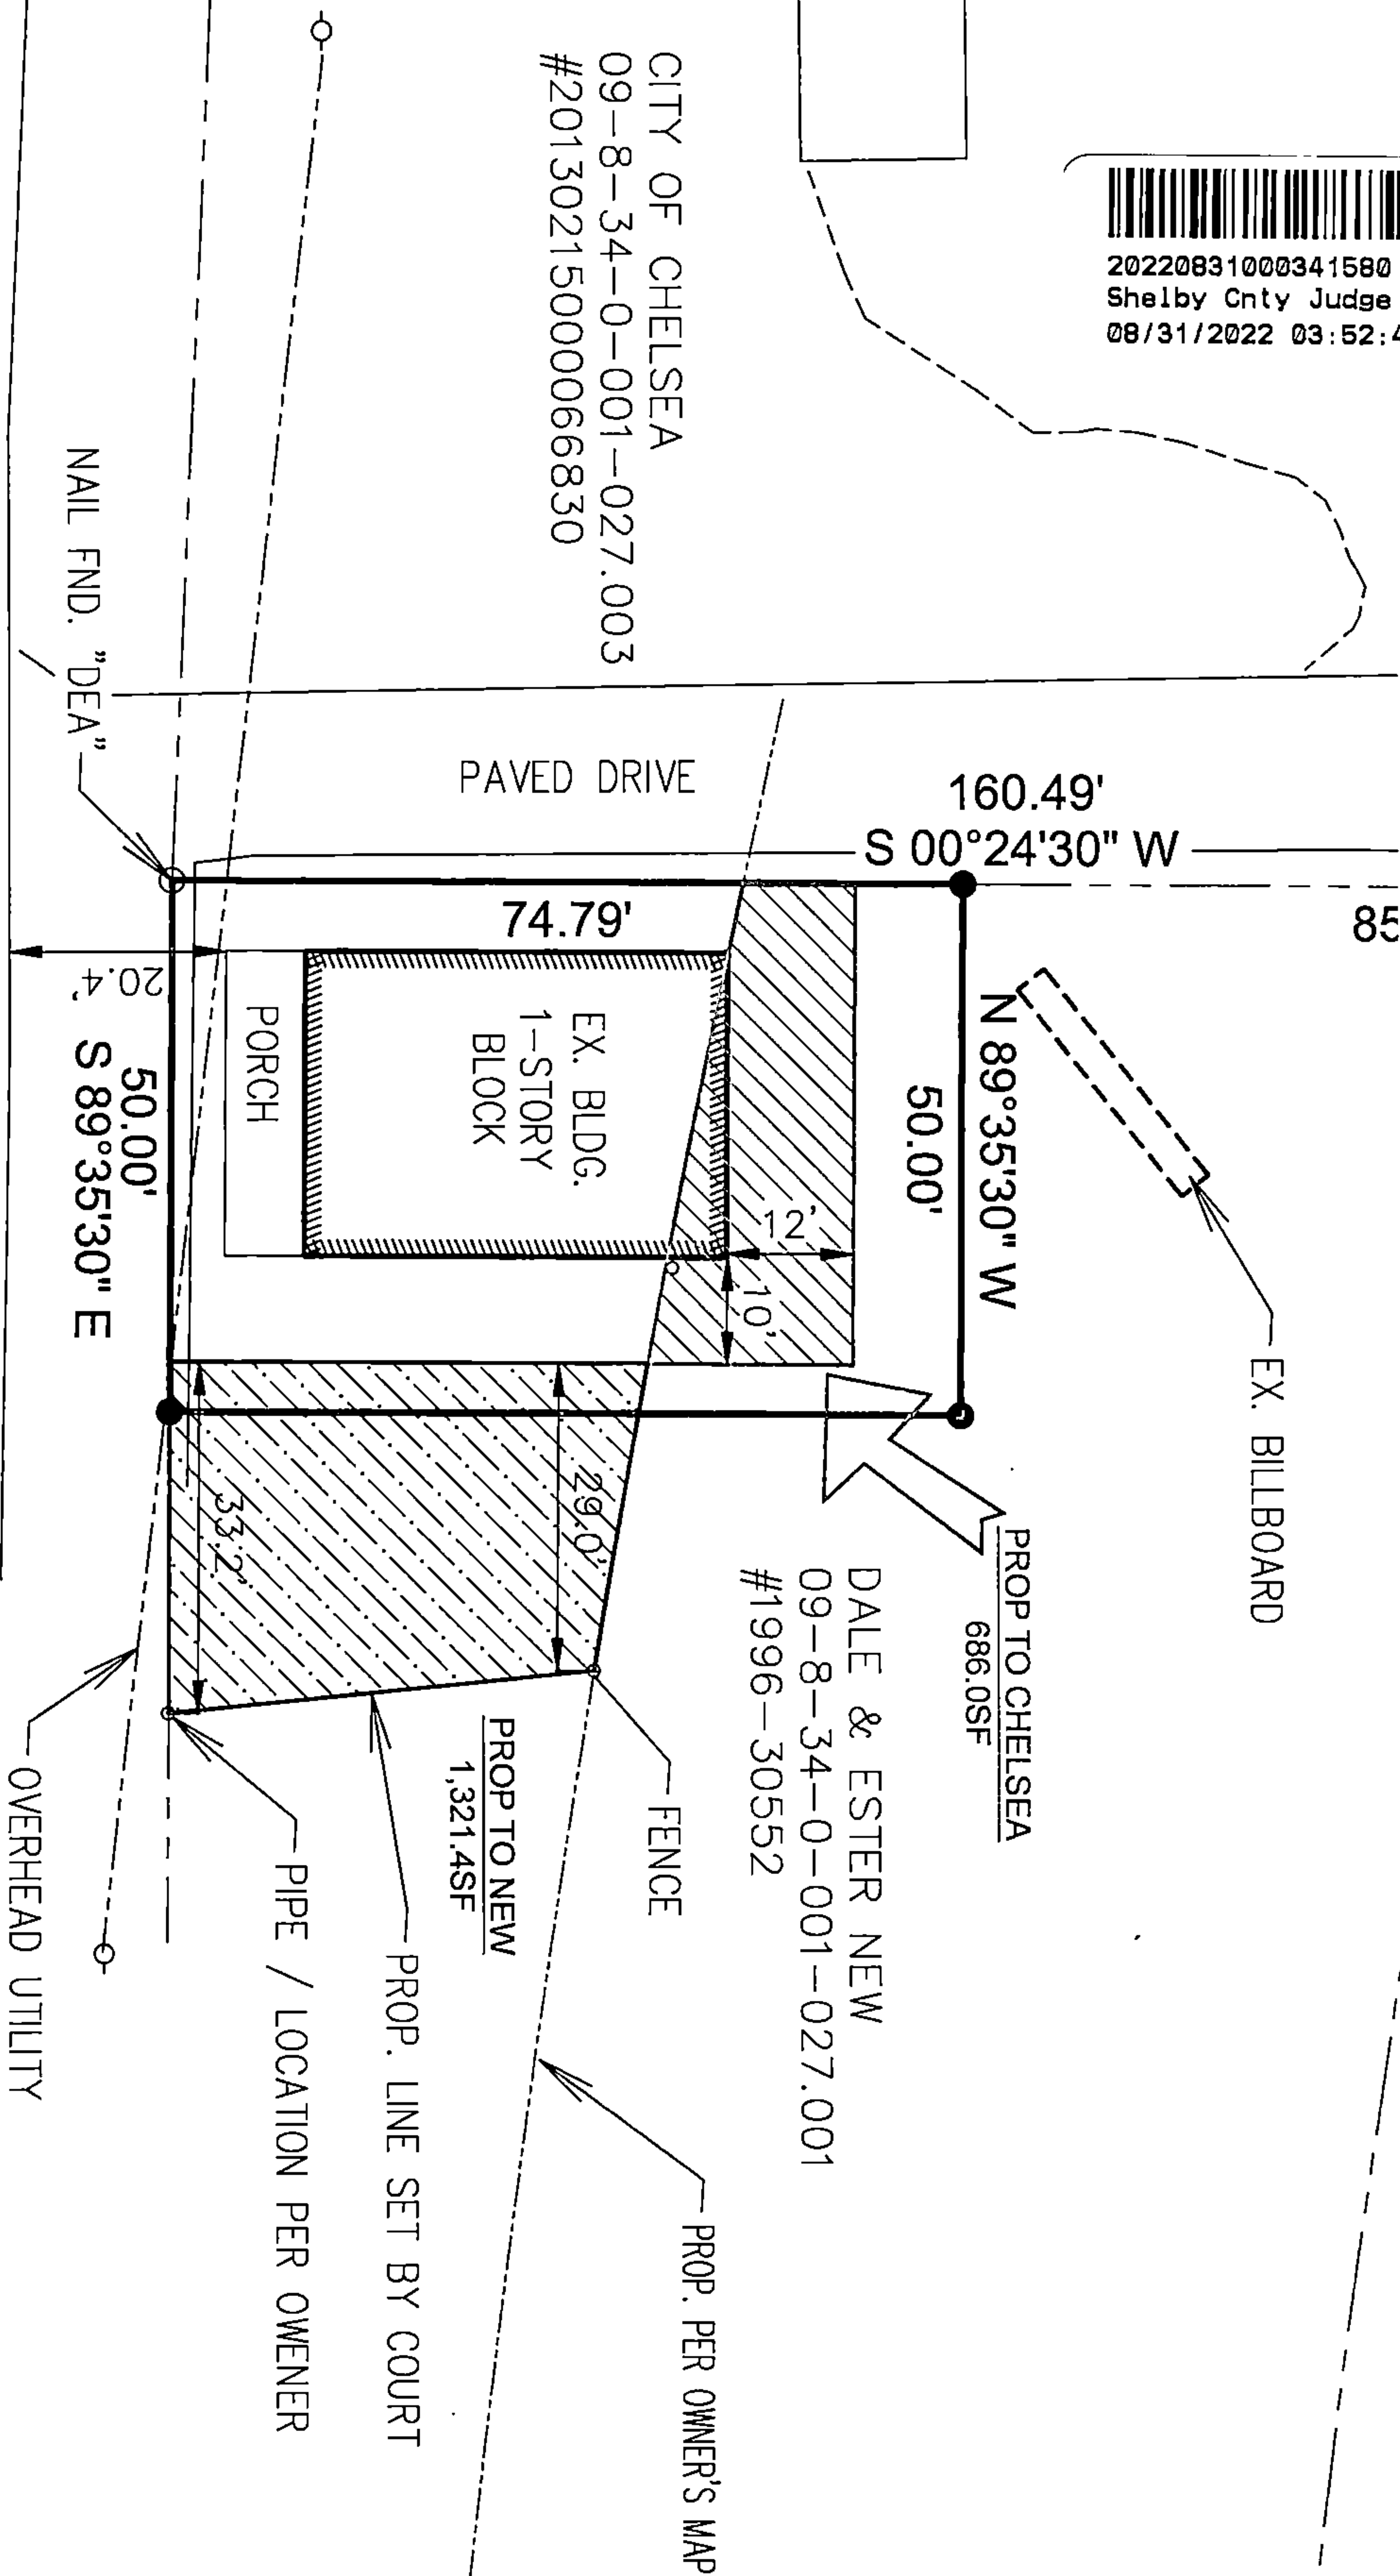 20220831000341580
Shelby Cnty Judge
08/31/2022 03:52:4
CITY OF CHELSEA
09-8-34-0-001-027.003
#20130215000066830
NAIL FND. "DEA"
PAVED DRIVE
160.49'
S 00°24'30" W
85
74.79'
20.4'
N 89°35'30" W
50.00'
EX. BLDG.
1-STORY
BLOCK
PORCH
50.00'
S 89°35'30" E
12'
10'
EX. BILLBOARD
PROP TO CHELSEA
686.0SF
29.0'
33.2'
DALE & ESTER NEW
09-8-34-0-001-027.001
#1996-30552
FENCE
PROP TO NEW
1,321.4SF
PROP. LINE SET BY COURT
PIPE / LOCATION PER OWENER
OVERHEAD UTILITY
PROP. PER OWNER'S MAP